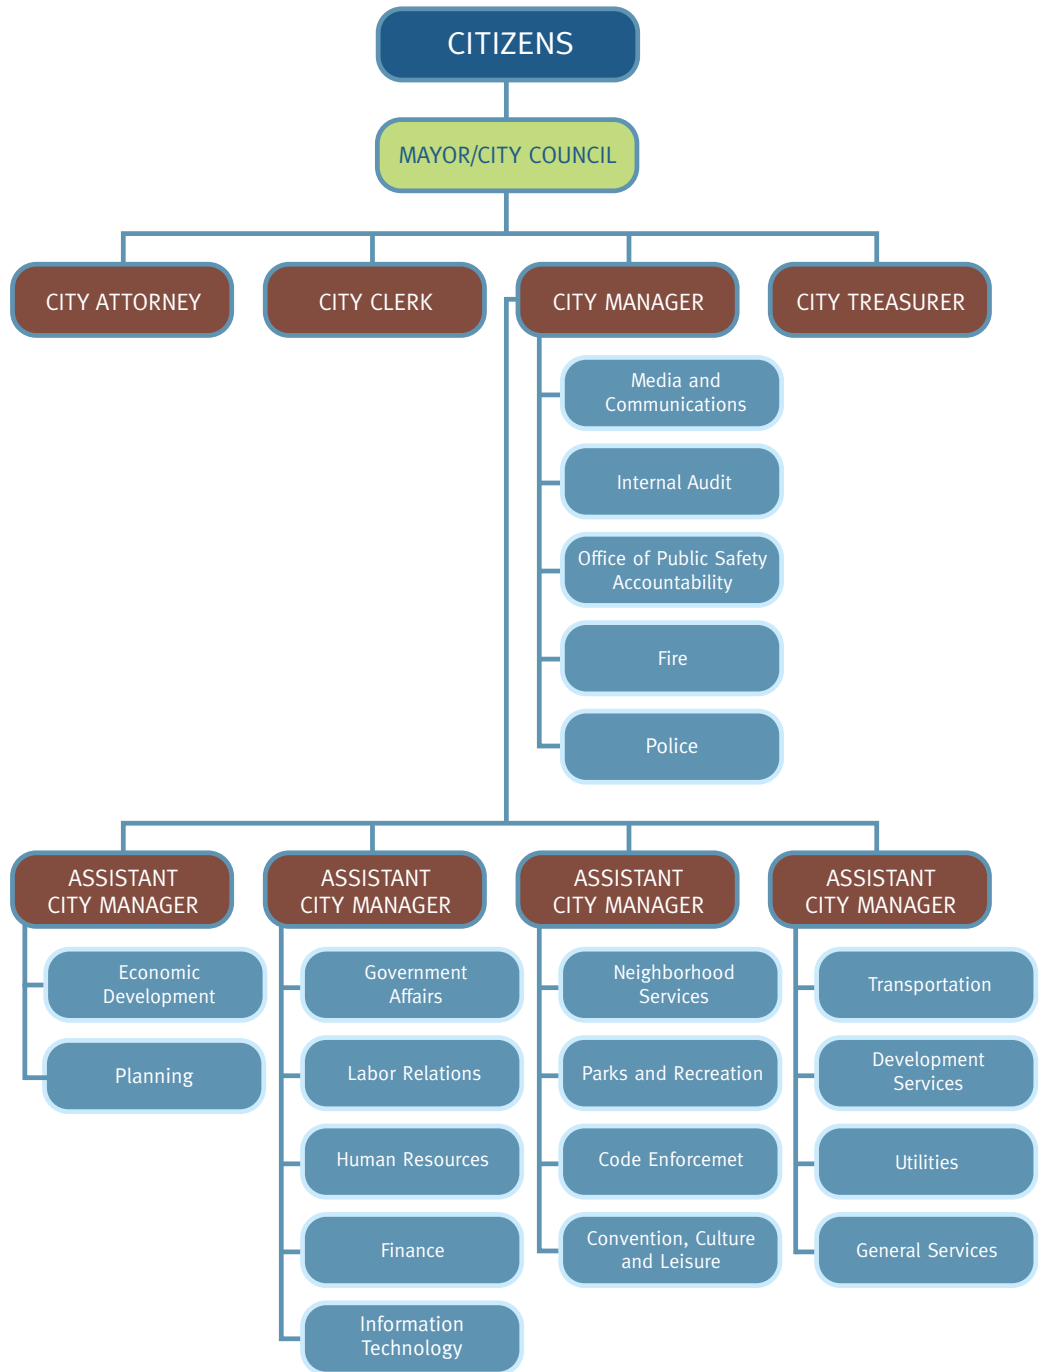 CITIZENS
MAYOR/CITY COUNCIL
CITY ATTORNEY
CITY CLERK
CITY MANAGER
CITY TREASURER
Media and
Communications
Internal Audit
Office of Public Safety
Accountability
Fire
Police
ASSISTANT
CITY MANAGER
Economic
Development
Planning
ASSISTANT
CITY MANAGER
Government
Affairs
Labor Relations
Human Resources
Finance
Information
Technology
ASSISTANT
CITY MANAGER
Neighborhood
Services
Parks and Recreation
Code Enforcemet
Convention, Culture
and Leisure
ASSISTANT
CITY MANAGER
Transportation
Development
Services
Utilities
General Services